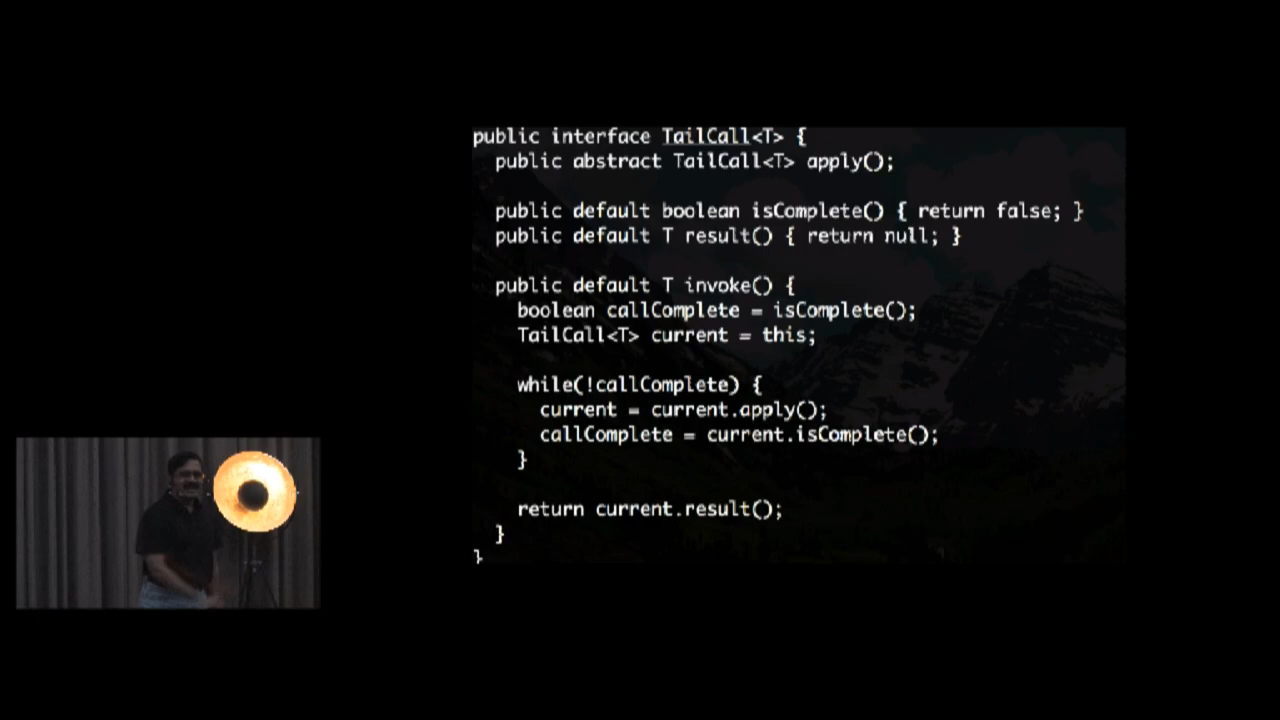 public interface TailCall<T> {
public abstract TailCall<T> apply();
public default boolean isComplete() { return false; }
public default T result() { return null; }
public default T invoke() {
boolean callComplete = isComplete();
TailCall<T> current = this;
while(!callComplete) {
current = current.apply();
callComplete = current.isComplete();
}
return current.result();
}
}